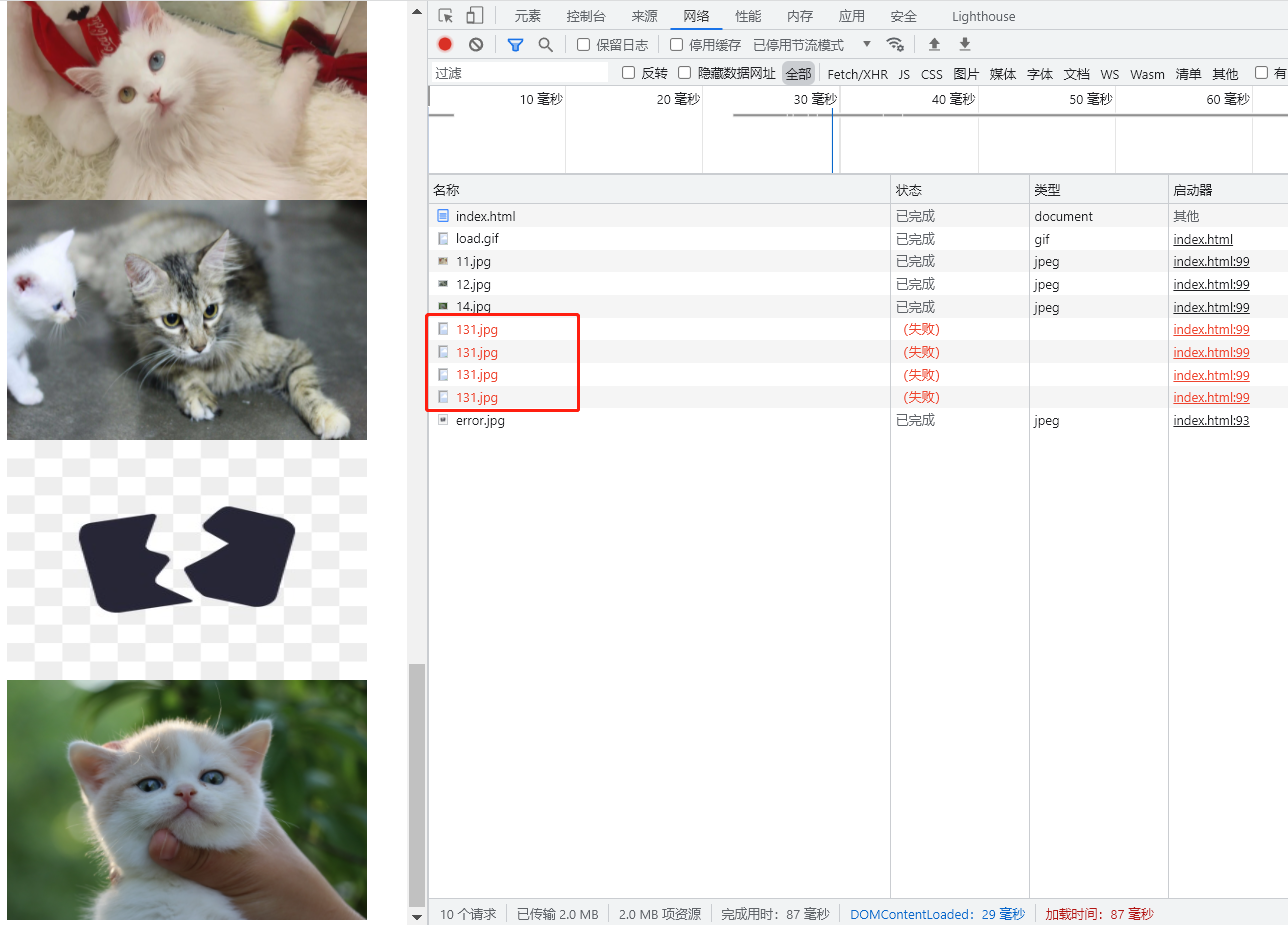 元素 控制台 来源 网络 性能 内存 应用 安全 Lighthouse
保留日志 停用缓存 已停用节流模式
过滤 反转 隐藏数据网址 全部 Fetch/XHR JS CSS 图片 媒体 字体 文档 WS Wasm 清单 其他 有
10 毫秒 20 毫秒 30 毫秒 40 毫秒 50 毫秒 60 毫秒
名称 状态 类型 启动器
index.html 已完成 document 其他
load.gif 已完成 gif index.html
11.jpg 已完成 jpeg index.html:99
12.jpg 已完成 jpeg index.html:99
14.jpg 已完成 jpeg index.html:99
131.jpg (失败) index.html:99
131.jpg (失败) index.html:99
131.jpg (失败) index.html:99
131.jpg (失败) index.html:99
error.jpg 已完成 jpeg index.html:93
10 个请求 已传输 2.0 MB 2.0 MB 项资源 完成用时：87 毫秒 DOMContentLoaded：29 毫秒 加载时间：87 毫秒